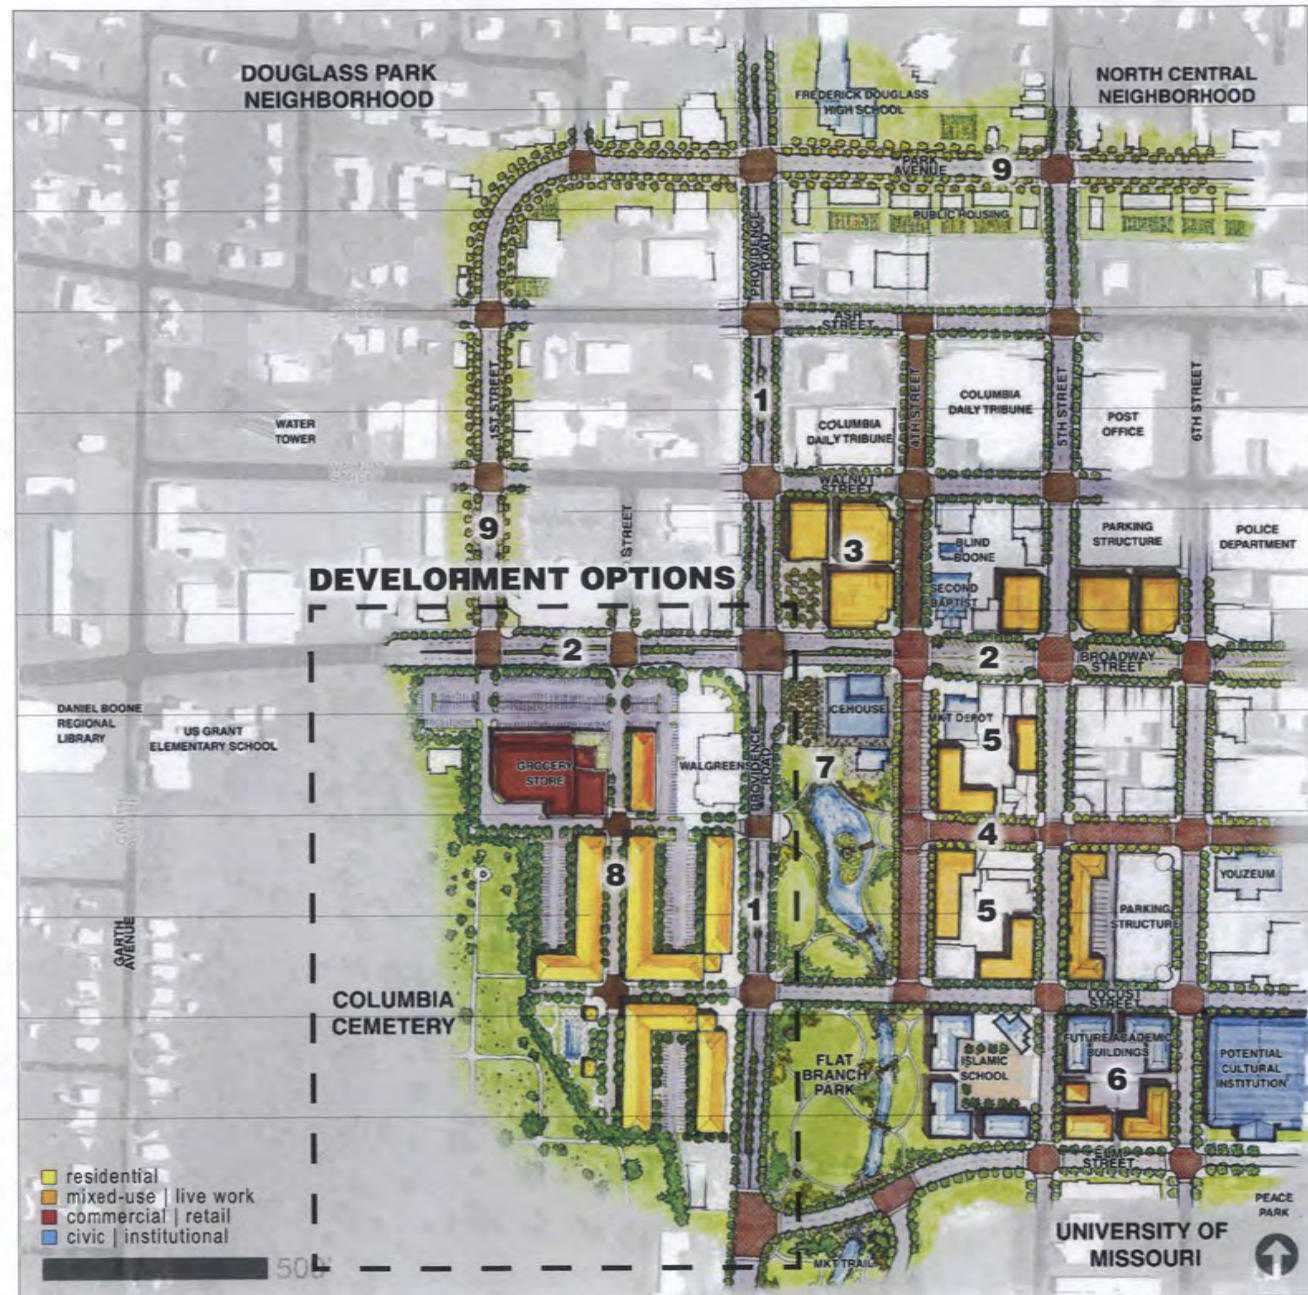 DOUGLASS PARK
NEIGHBORHOOD
FREDERICK DOUGLASS
HIGH SCHOOL
NORTH CENTRAL
NEIGHBORHOOD
PARK
AVENUE
9
PUBLIC HOUSING
PROVIDENCE
ROAD
ASH
STREET
1ST STREET
WATER
TOWER
1
COLUMBIA
DAILY TRIBUNE
4TH STREET
COLUMBIA
DAILY TRIBUNE
5TH STREET
POST
OFFICE
6TH STREET
WALNUT
STREET
WALNUT
STREET
9
STREET
3
BLIND
BOONE
PARKING
STRUCTURE
POLICE
DEPARTMENT
DEVELOPMENT OPTIONS
SECOND
BAPTIST
2
2
BROADWAY
STREET
DANIEL BOONE
REGIONAL
LIBRARY
US GRANT
ELEMENTARY SCHOOL
ICEHOUSE
MKT DEPOT
5
GROCERY
STORE
WALGREENS
PROVIDENCE
ROAD
7
4
8
YOUZEUM
1
5
PARKING
STRUCTURE
GARTH
AVENUE
COLUMBIA
CEMETERY
LOCUST
STREET
FLAT
BRANCH
PARK
ISLAMIC
SCHOOL
FUTURE ACADEMIC
BUILDINGS
6
POTENTIAL
CULTURAL
INSTITUTION
ELM
STREET
residential
mixed-use | live work
commercial | retail
civic | institutional
500'
MKT TRAIL
PEACE
PARK
UNIVERSITY OF
MISSOURI